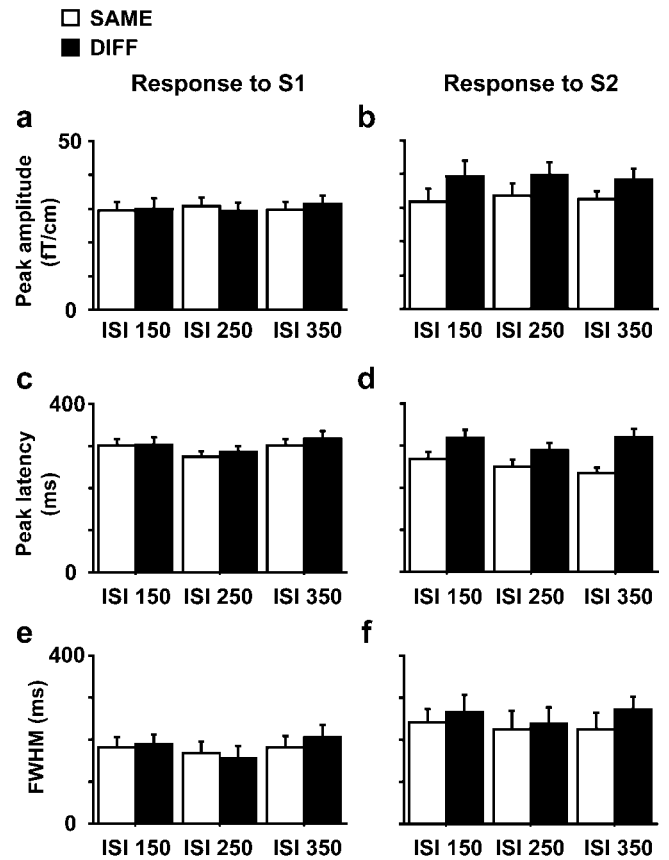 SAME
DIFF
Response to S1
Response to S2
a
b
Peak amplitude
(fT/cm)
50
0
ISI 150 ISI 250 ISI 350
ISI 150 ISI 250 ISI 350
c
d
Peak latency
(ms)
400
0
ISI 150 ISI 250 ISI 350
ISI 150 ISI 250 ISI 350
e
f
FWHM (ms)
400
0
ISI 150 ISI 250 ISI 350
ISI 150 ISI 250 ISI 350